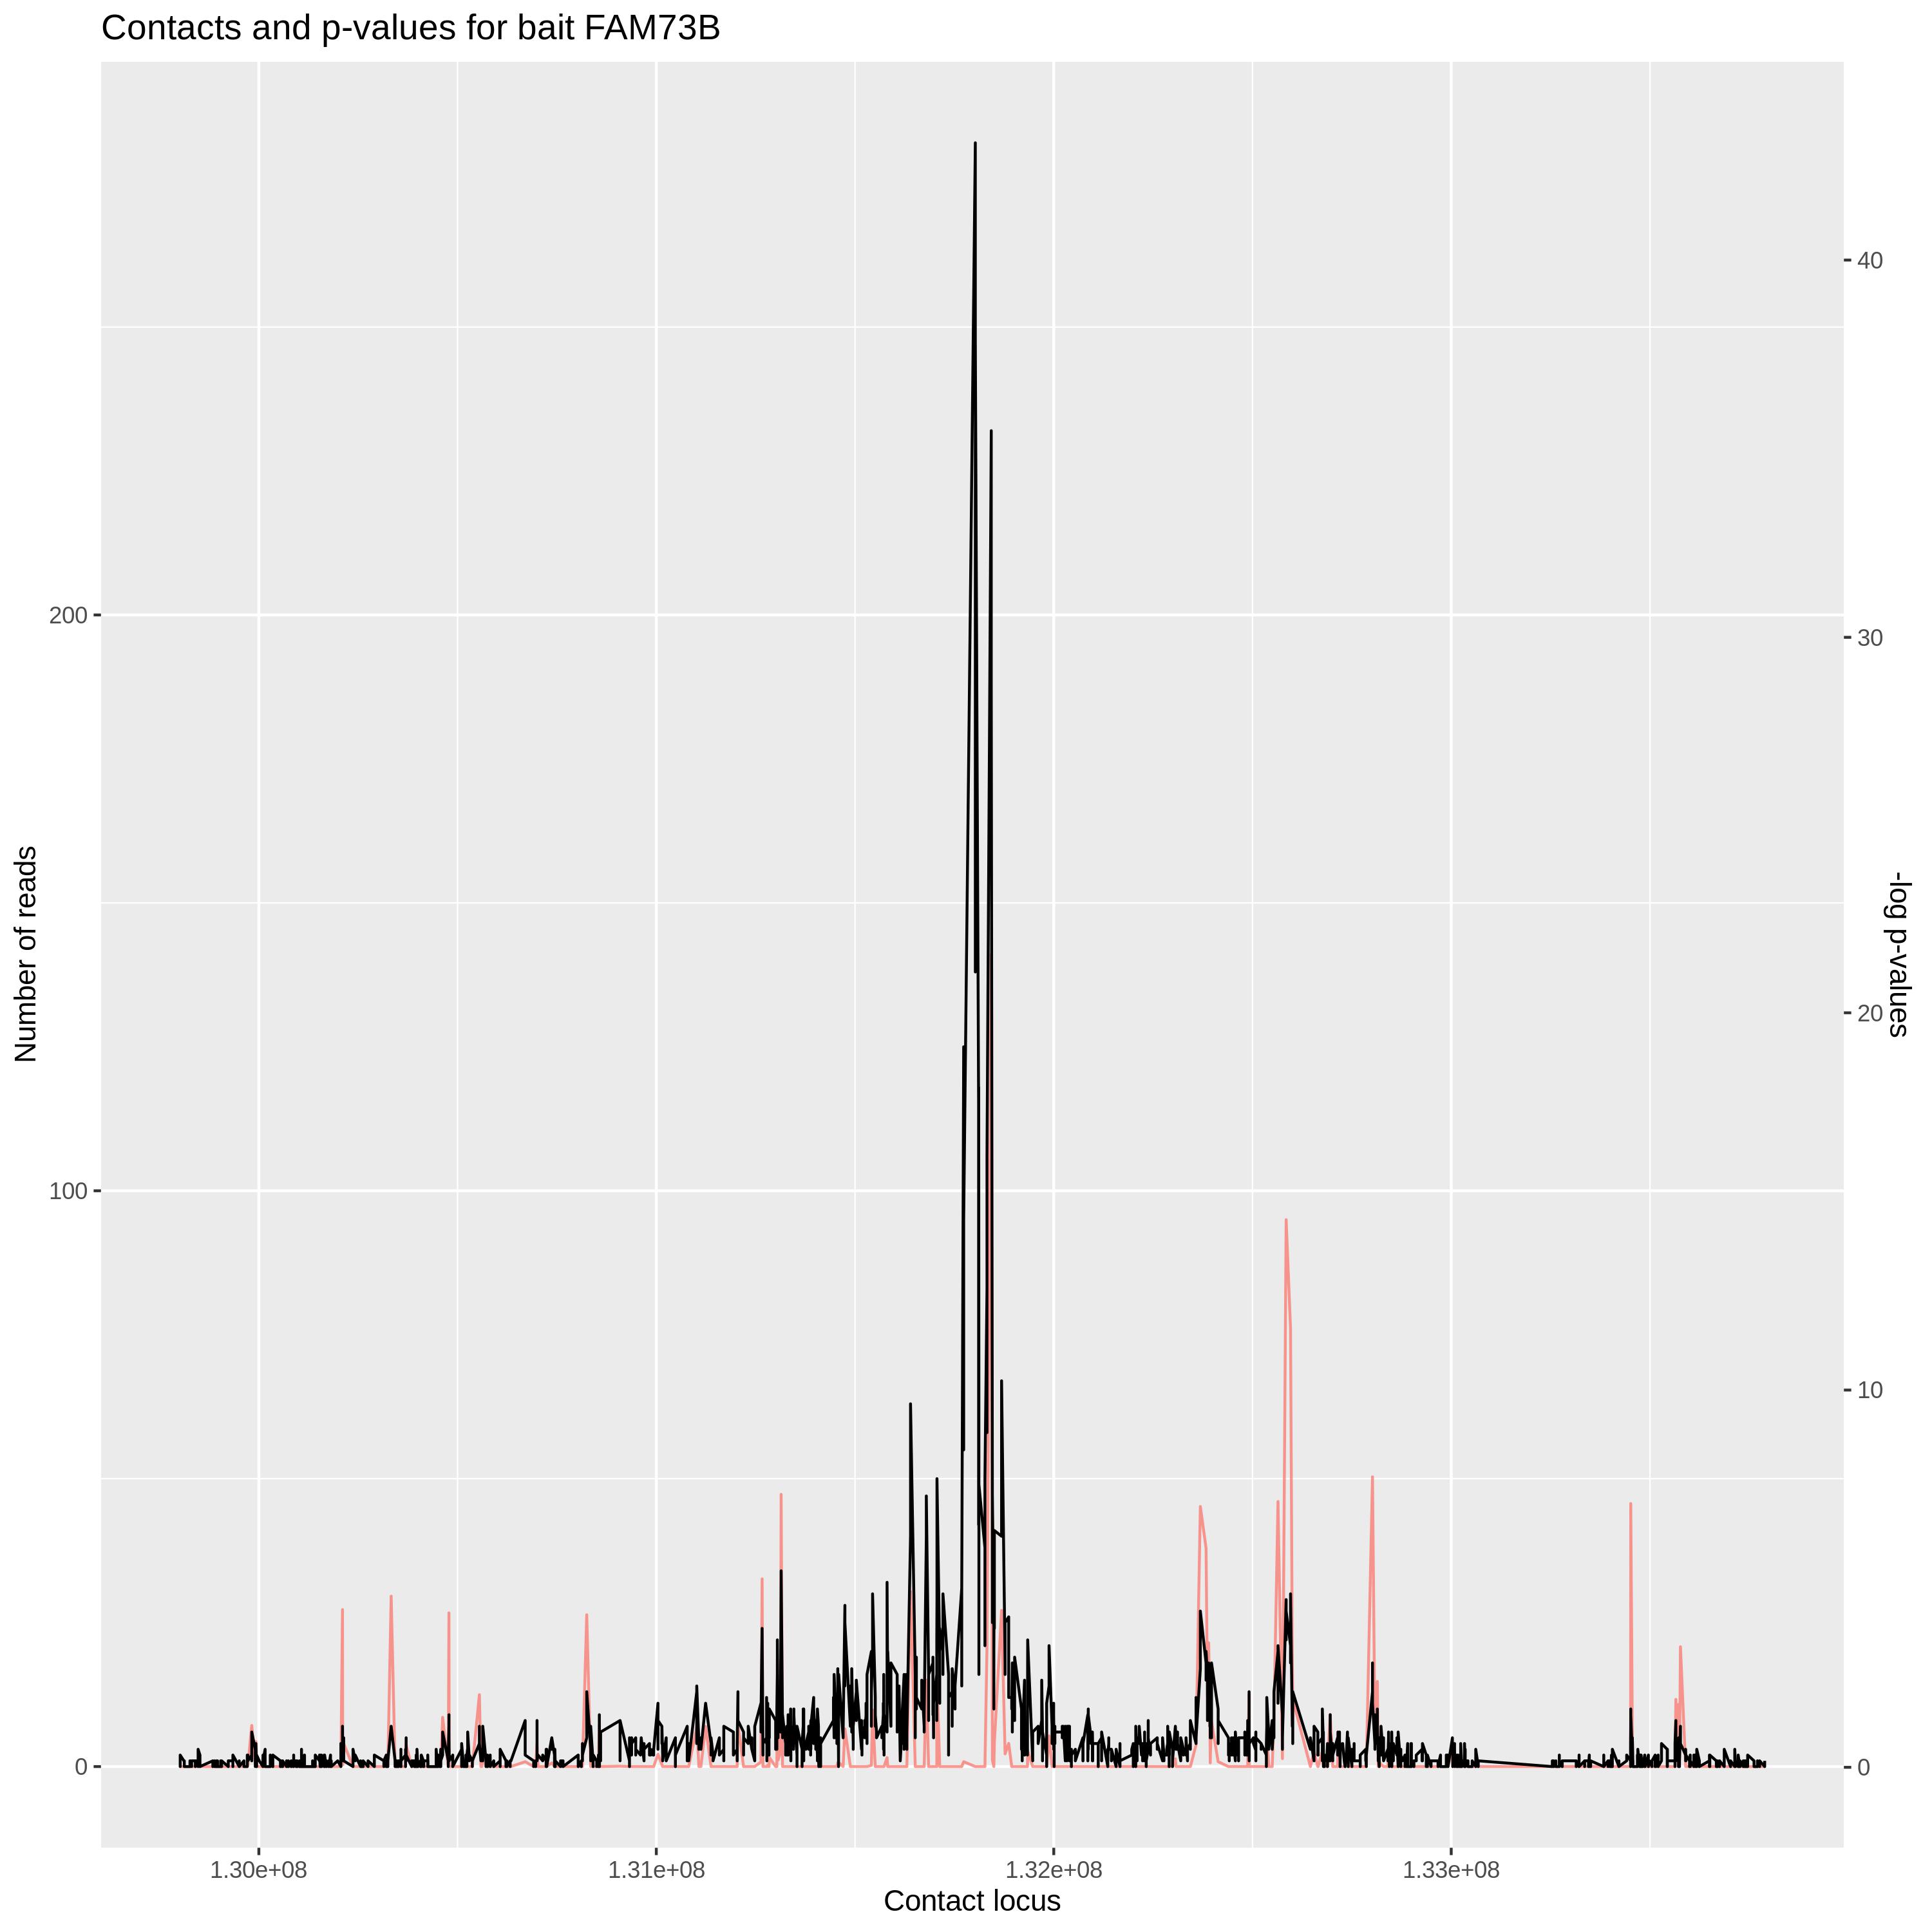 Contacts and p-values for bait FAM73B
Number of reads
200
100
0
40
30
20
10
0
-log p-values
1.30e+08
1.31e+08
1.32e+08
1.33e+08
Contact locus